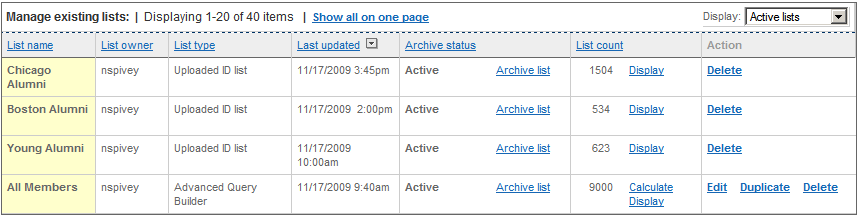 Manage existing lists: | Displaying 1-20 of 40 items | Show all on one page Display: Active lists
List name List owner List type Last updated Archive status List count Action
Chicago Alumni nspivey Uploaded ID list 11/17/2009 3:45pm Active Archive list 1504 Display Delete
Boston Alumni nspivey Uploaded ID list 11/17/2009 2:00pm Active Archive list 534 Display Delete
Young Alumni nspivey Uploaded ID list 11/17/2009 10:00am Active Archive list 623 Display Delete
All Members nspivey Advanced Query Builder 11/17/2009 9:40am Active Archive list 9000 Calculate Display Edit Duplicate Delete